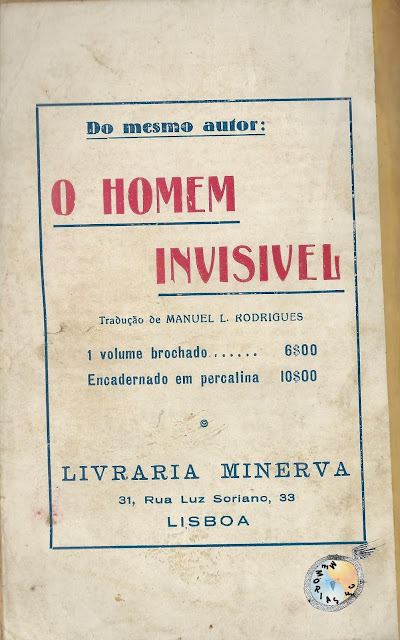 Do mesmo autor:
O HOMEM
INVISIVEL
Tradução de MANUEL L. RODRIGUES
1 volume brochado....... 6$00
Encadernado em percalina 10$00
LIVRARIA MINERVA
31, Rua Luz Soriano, 33
LISBOA
MEMÓRIAS